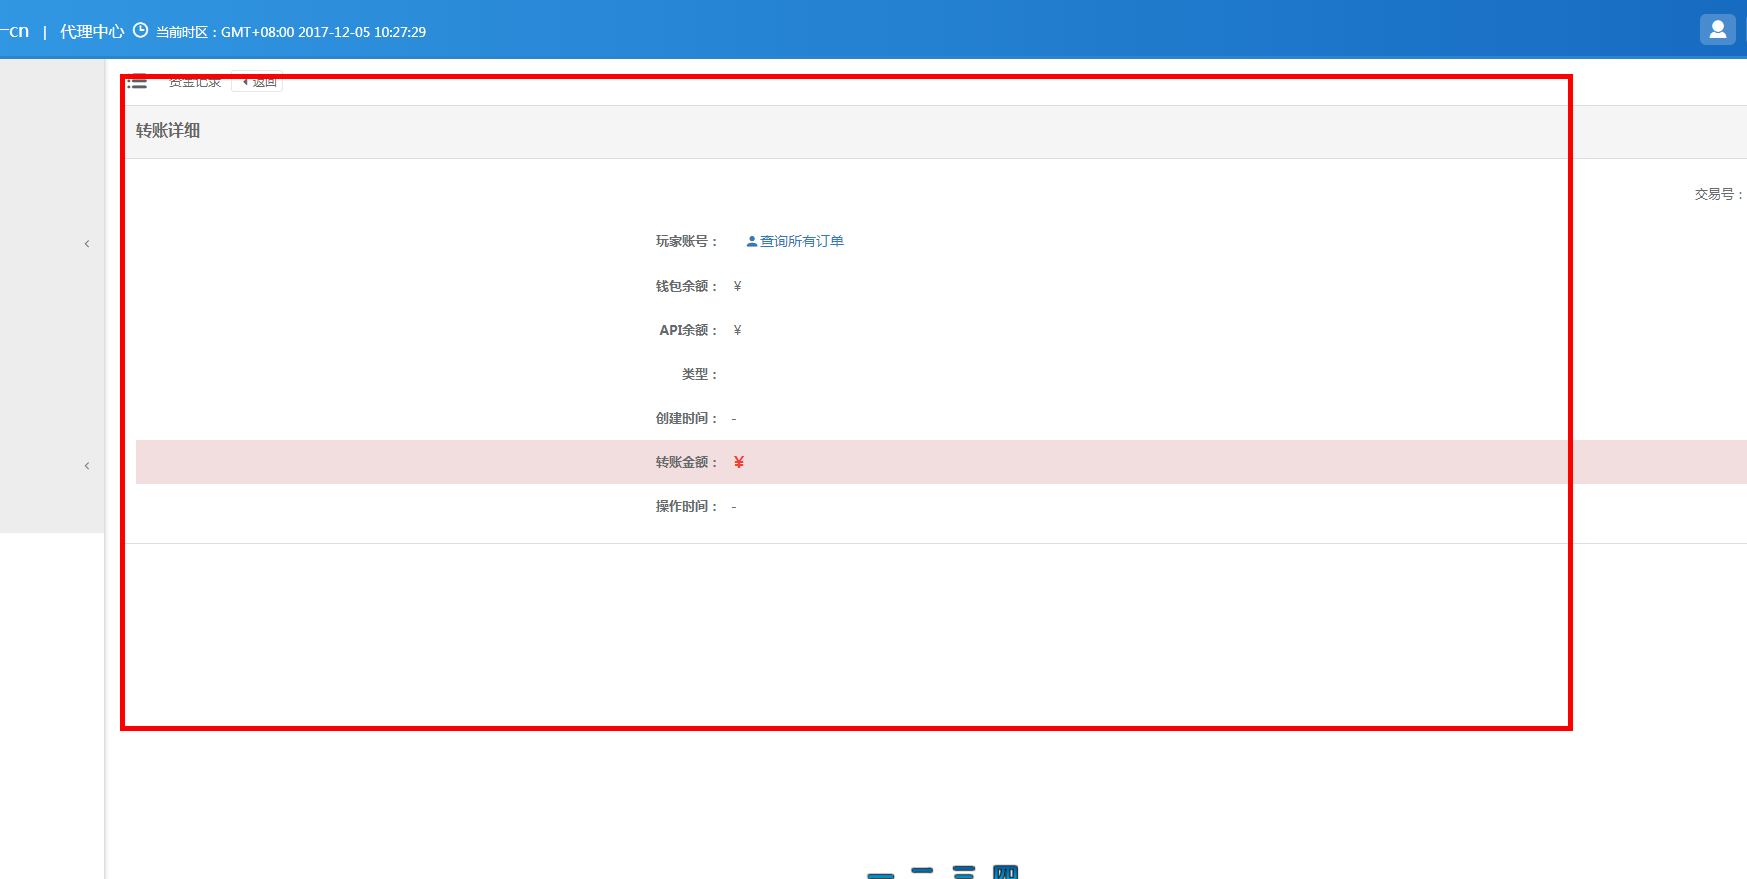 cn | 代理中心 当前时区：GMT+08:00 2017-12-05 10:27:29
资金记录 返回
转账详细
交易号：
玩家账号： 查询所有订单
钱包余额： ¥
API余额： ¥
类型：
创建时间： -
转账金额： ¥
操作时间： -
一 二 三 四